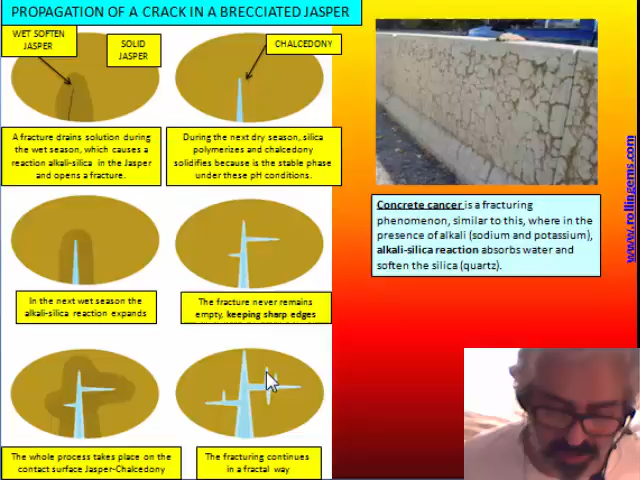 PROPAGATION OF A CRACK IN A BRECCIATED JASPER
WET SOFTEN
JASPER
SOLID
JASPER
CHALCEDONY
A fracture drains solution during
the wet season, which causes a
reaction alkali-silica in the Jasper
and opens a fracture.
During the next dry season, silica
polymerizes and chalcedony
solidifies because is the stable phase
under these pH conditions.
In the next wet season the
alkali-silica reaction expands
The fracture never remains
empty, keeping sharp edges
The whole process takes place on the
contact surface Jasper-Chalcedony
The fracturing continues
in a fractal way
Concrete cancer is a fracturing
phenomenon, similar to this, where in the
presence of alkali (sodium and potassium),
alkali-silica reaction absorbs water and
soften the silica (quartz).
www.rollingems.com